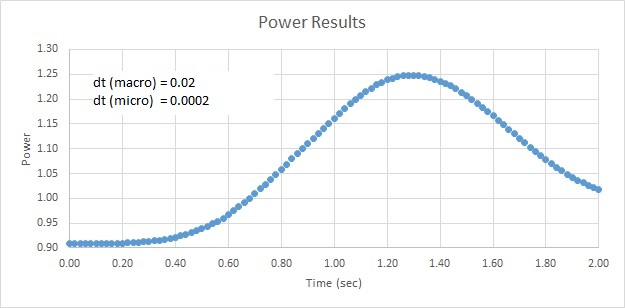 Power Results
1.30
1.25
1.20
1.15
1.10
1.05
1.00
0.95
0.90
Power
dt (macro) = 0.02
dt (micro) = 0.0002
0.00 0.20 0.40 0.60 0.80 1.00 1.20 1.40 1.60 1.80 2.00
Time (sec)